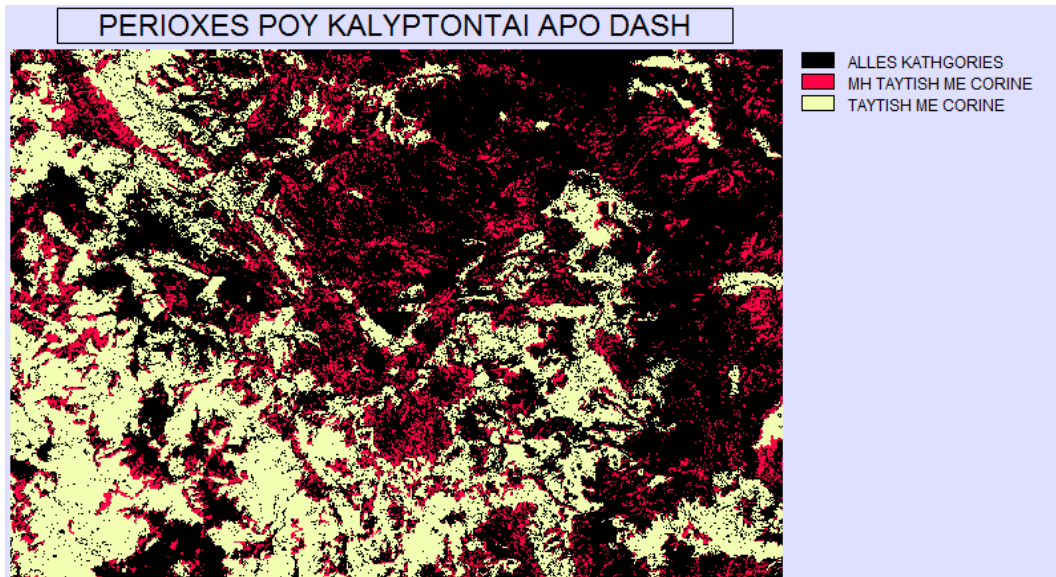 PERIOXES POY KALYPTONTAI APO DASH
ALLES KATHGORIES
MH TAYTISH ME CORINE
TAYTISH ME CORINE